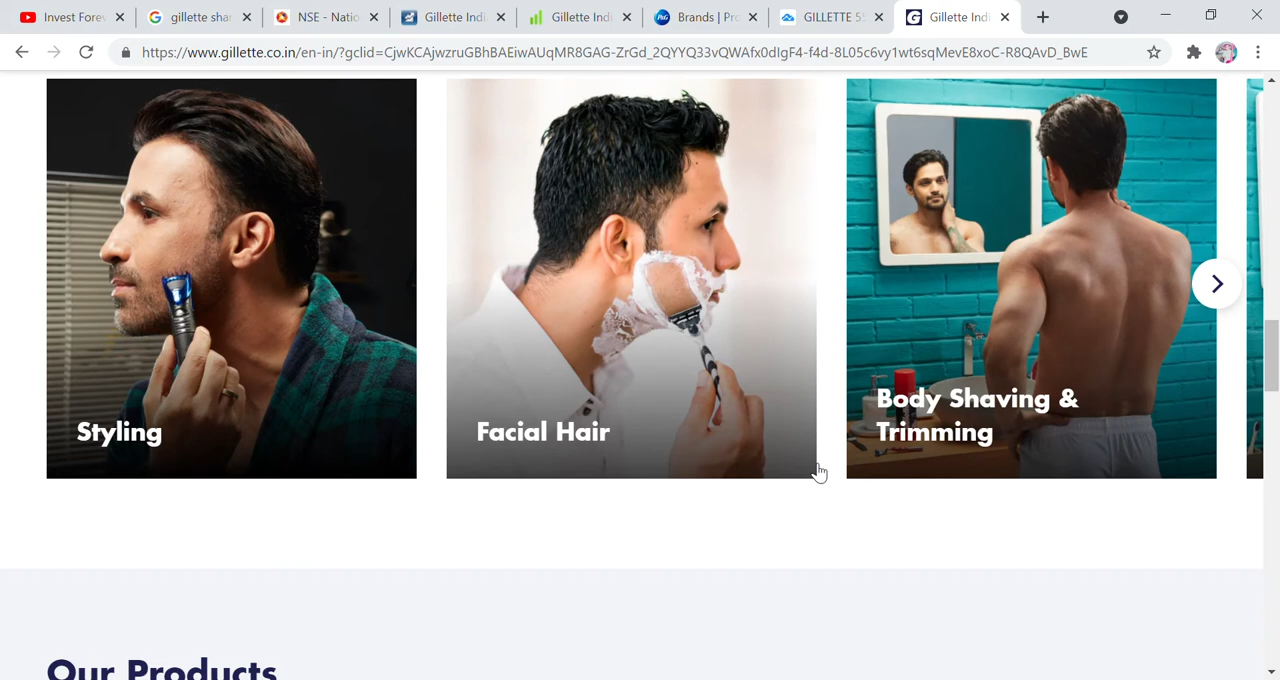 Invest Forev
gillette shar
NSE - Natio
Gillette Indi
Gillette Indi
Brands | Pro
GILLETTE 5
Gillette Indi
https://www.gillette.co.in/en-in/?gclid=CjwKCAjwzruGBhBAEiwAUqMR8GAG-ZrGd_2QYYQ33vQWAfx0dIgF4-f4d-8L05c6vy1wt6sqMevE8xoC-R8QAvD_BwE
Styling
Facial Hair
Body Shaving &
Trimming
Our Products